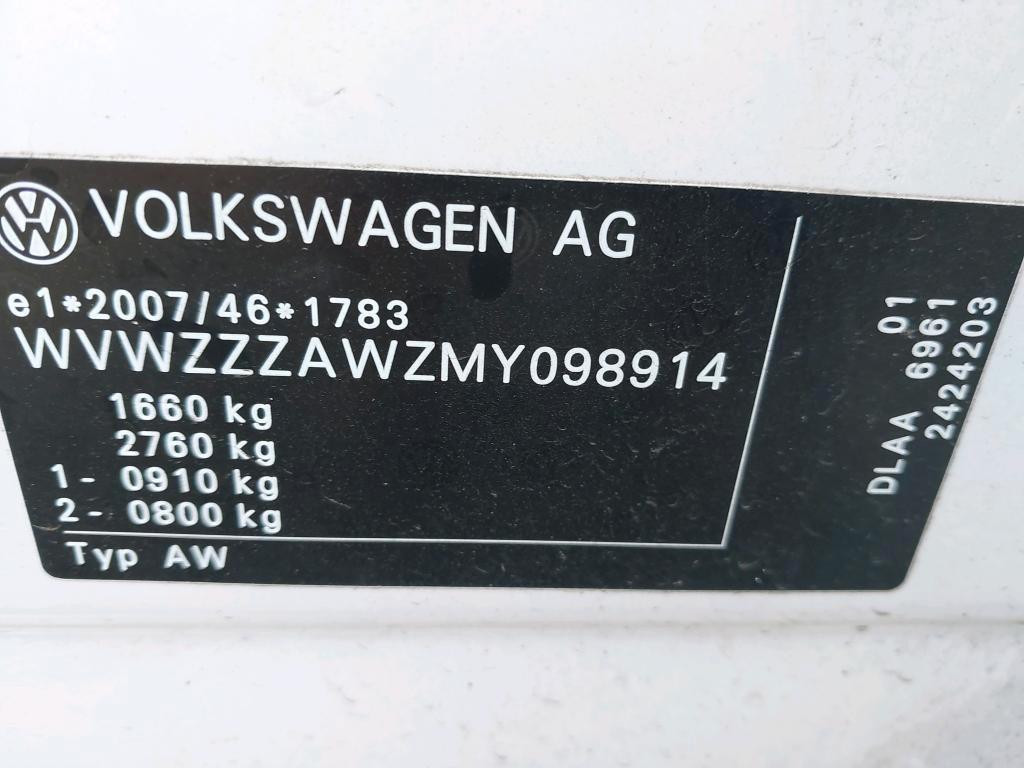 VOLKSWAGEN AG
e1*2007/46*1783
WVWZZZAWZMY098914
1660 kg
2760 kg
1- 0910 kg
2- 0800 kg
Typ AW
DLAA 6961 01
2424203